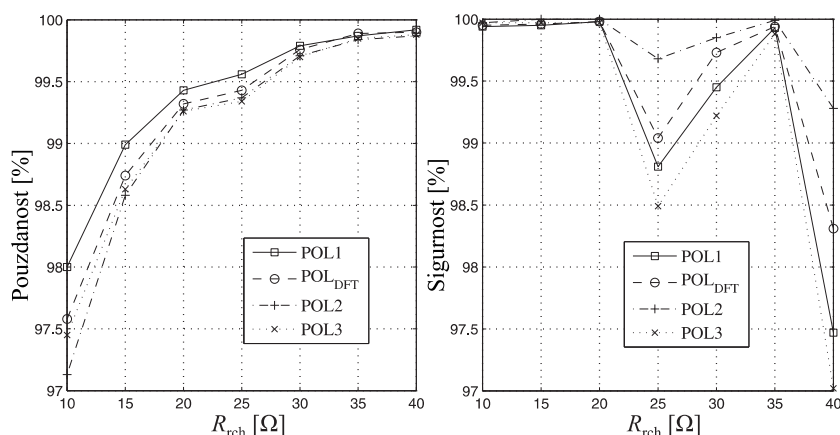 100
99.5
99
98.5
98
97.5
97
Pouzdanost [%]
POL1
POL_DFT
POL2
POL3
10 15 20 25 30 35 40
R_rch [Ω]
100
99.5
99
98.5
98
97.5
97
Sigurnost [%]
POL1
POL_DFT
POL2
POL3
10 15 20 25 30 35 40
R_rch [Ω]